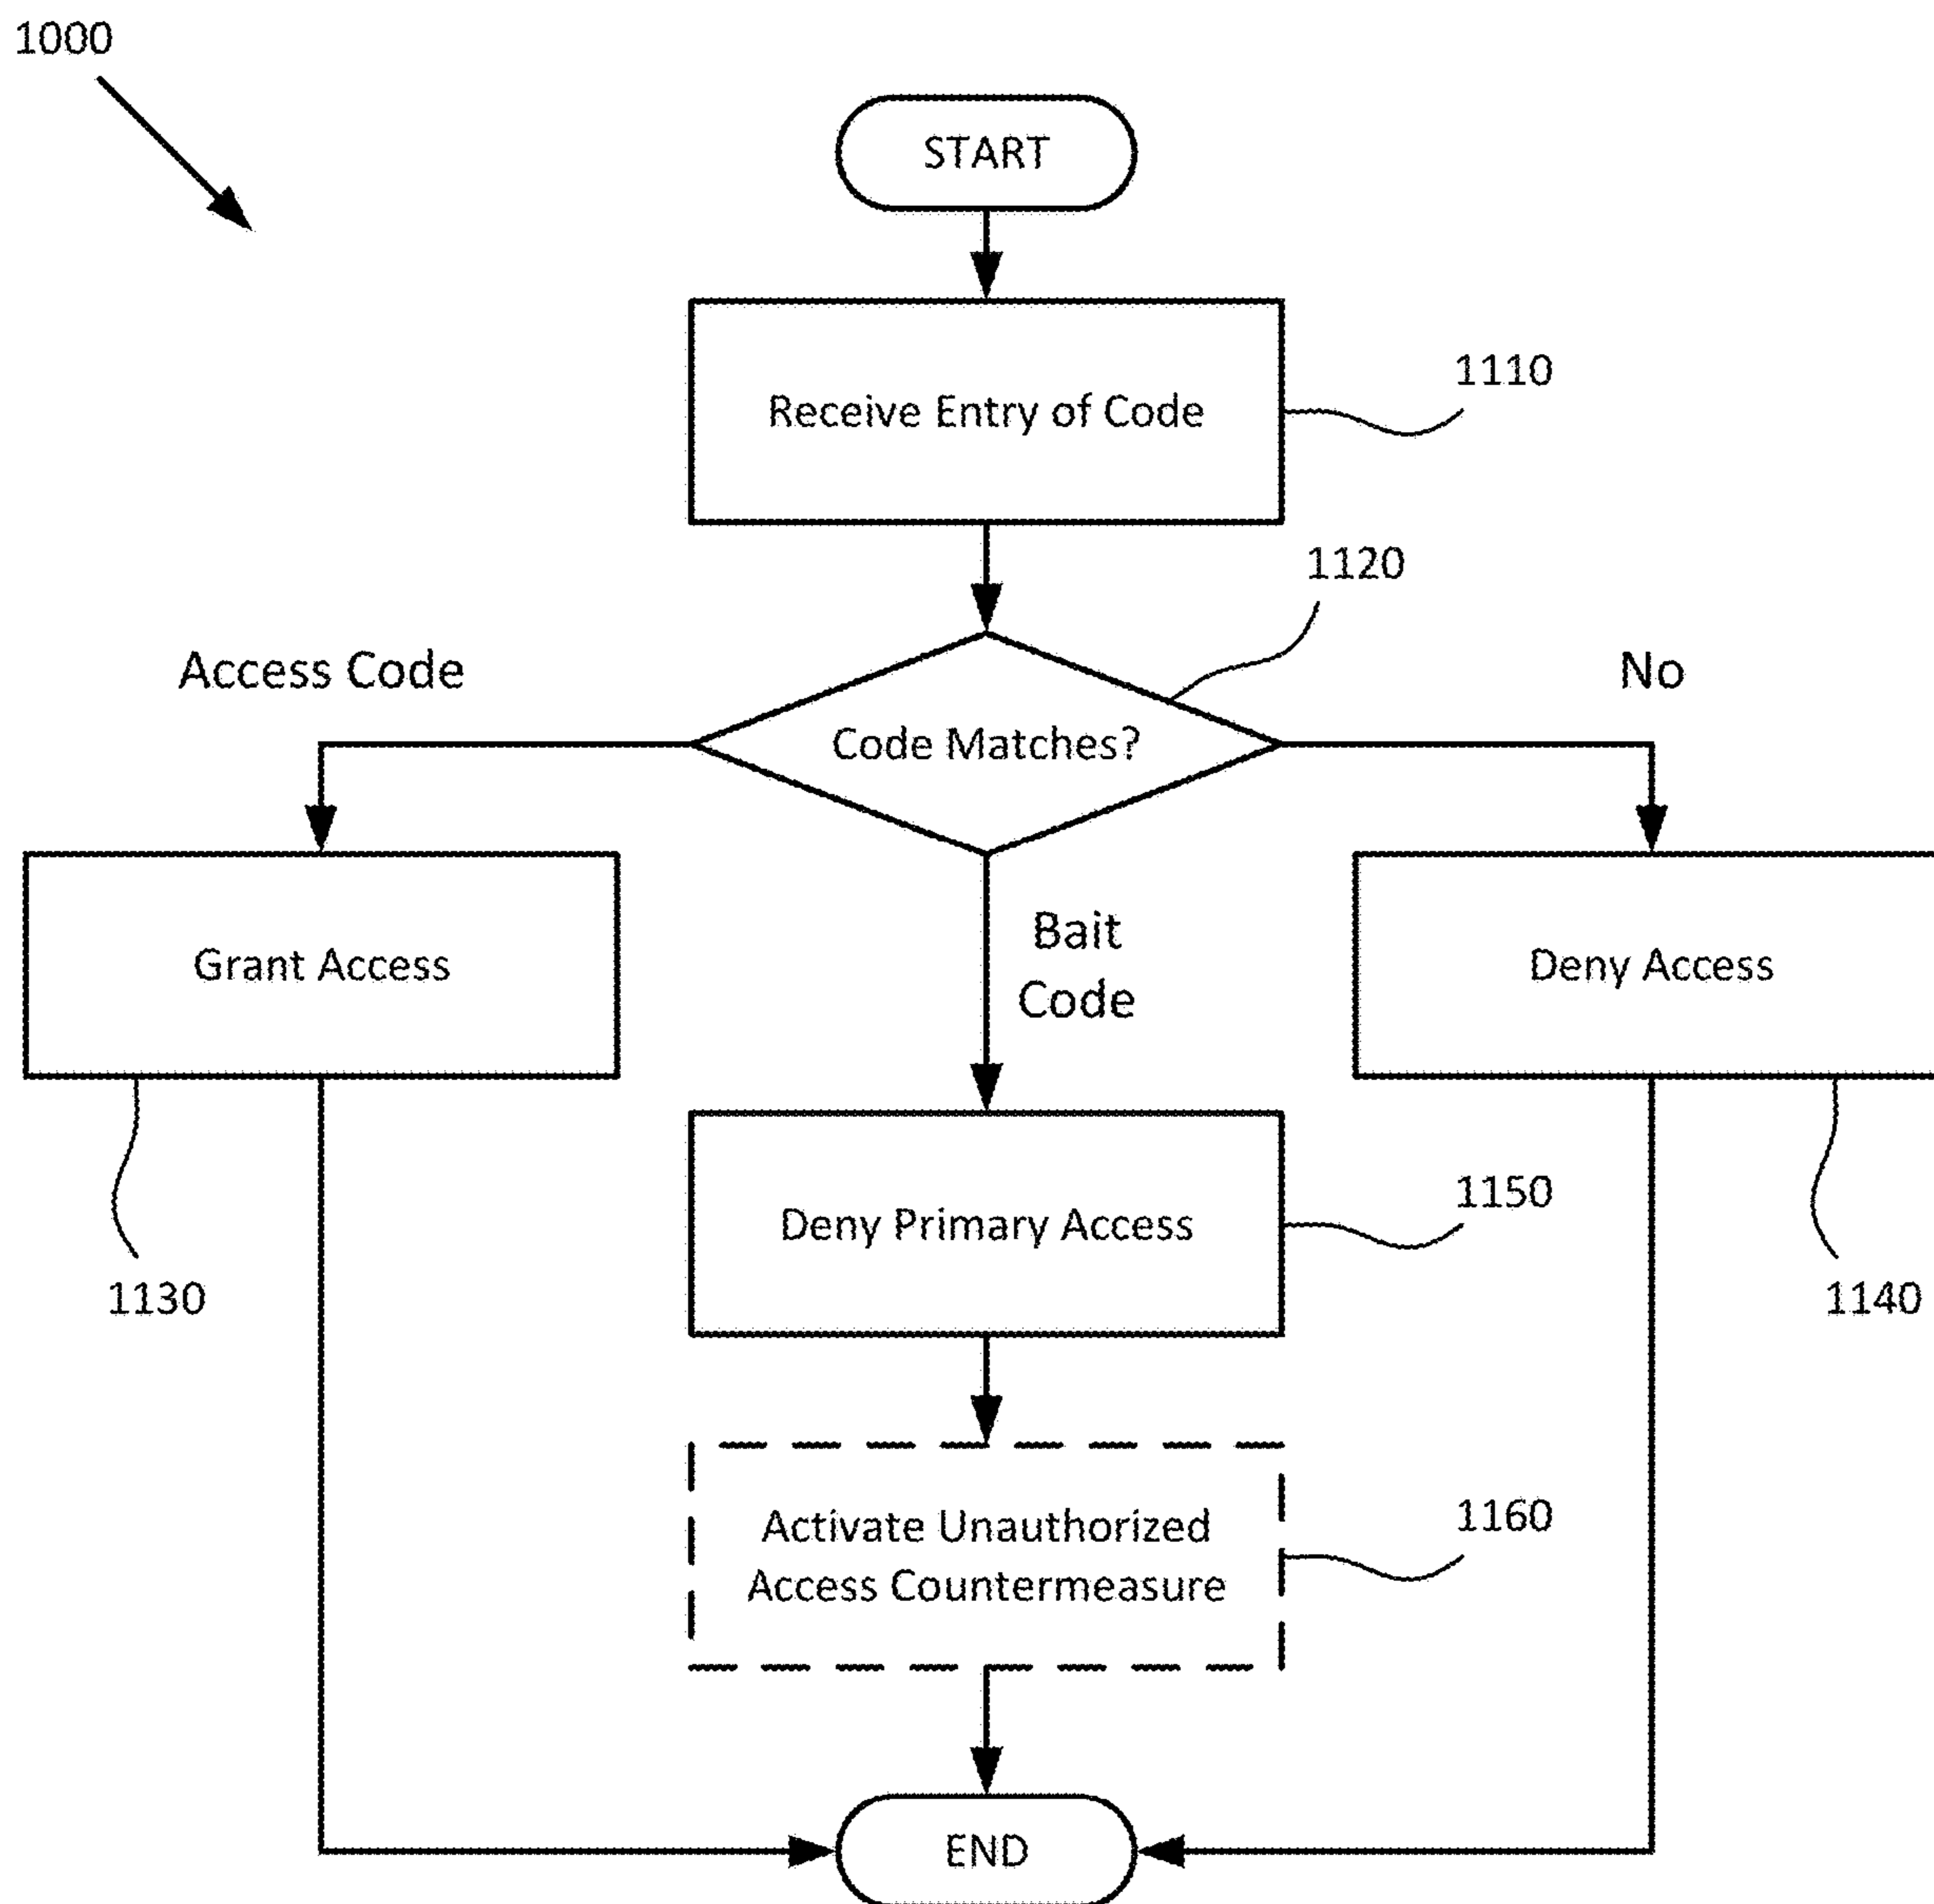 1000
START
Receive Entry of Code
1110
1120
Access Code
No
Code Matches?
Grant Access
Bait
Code
Deny Access
1130
Deny Primary Access
1150
1140
Activate Unauthorized
Access Countermeasure
1160
END